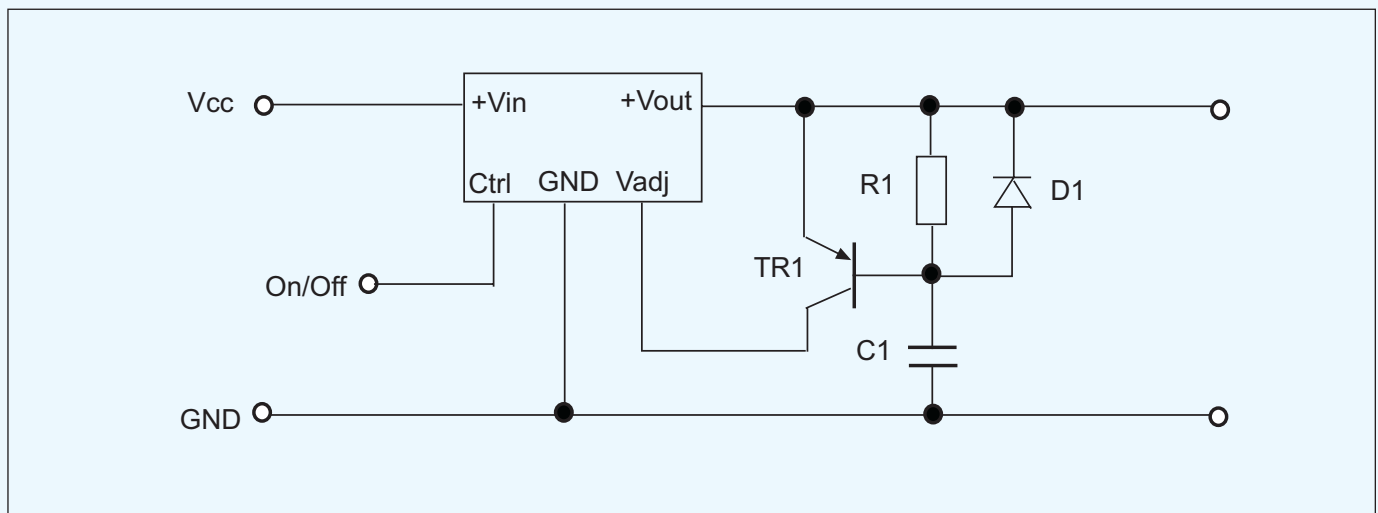 Vcc
+Vin
+Vout
Ctrl
GND
Vadj
R1
D1
TR1
On/Off
C1
GND